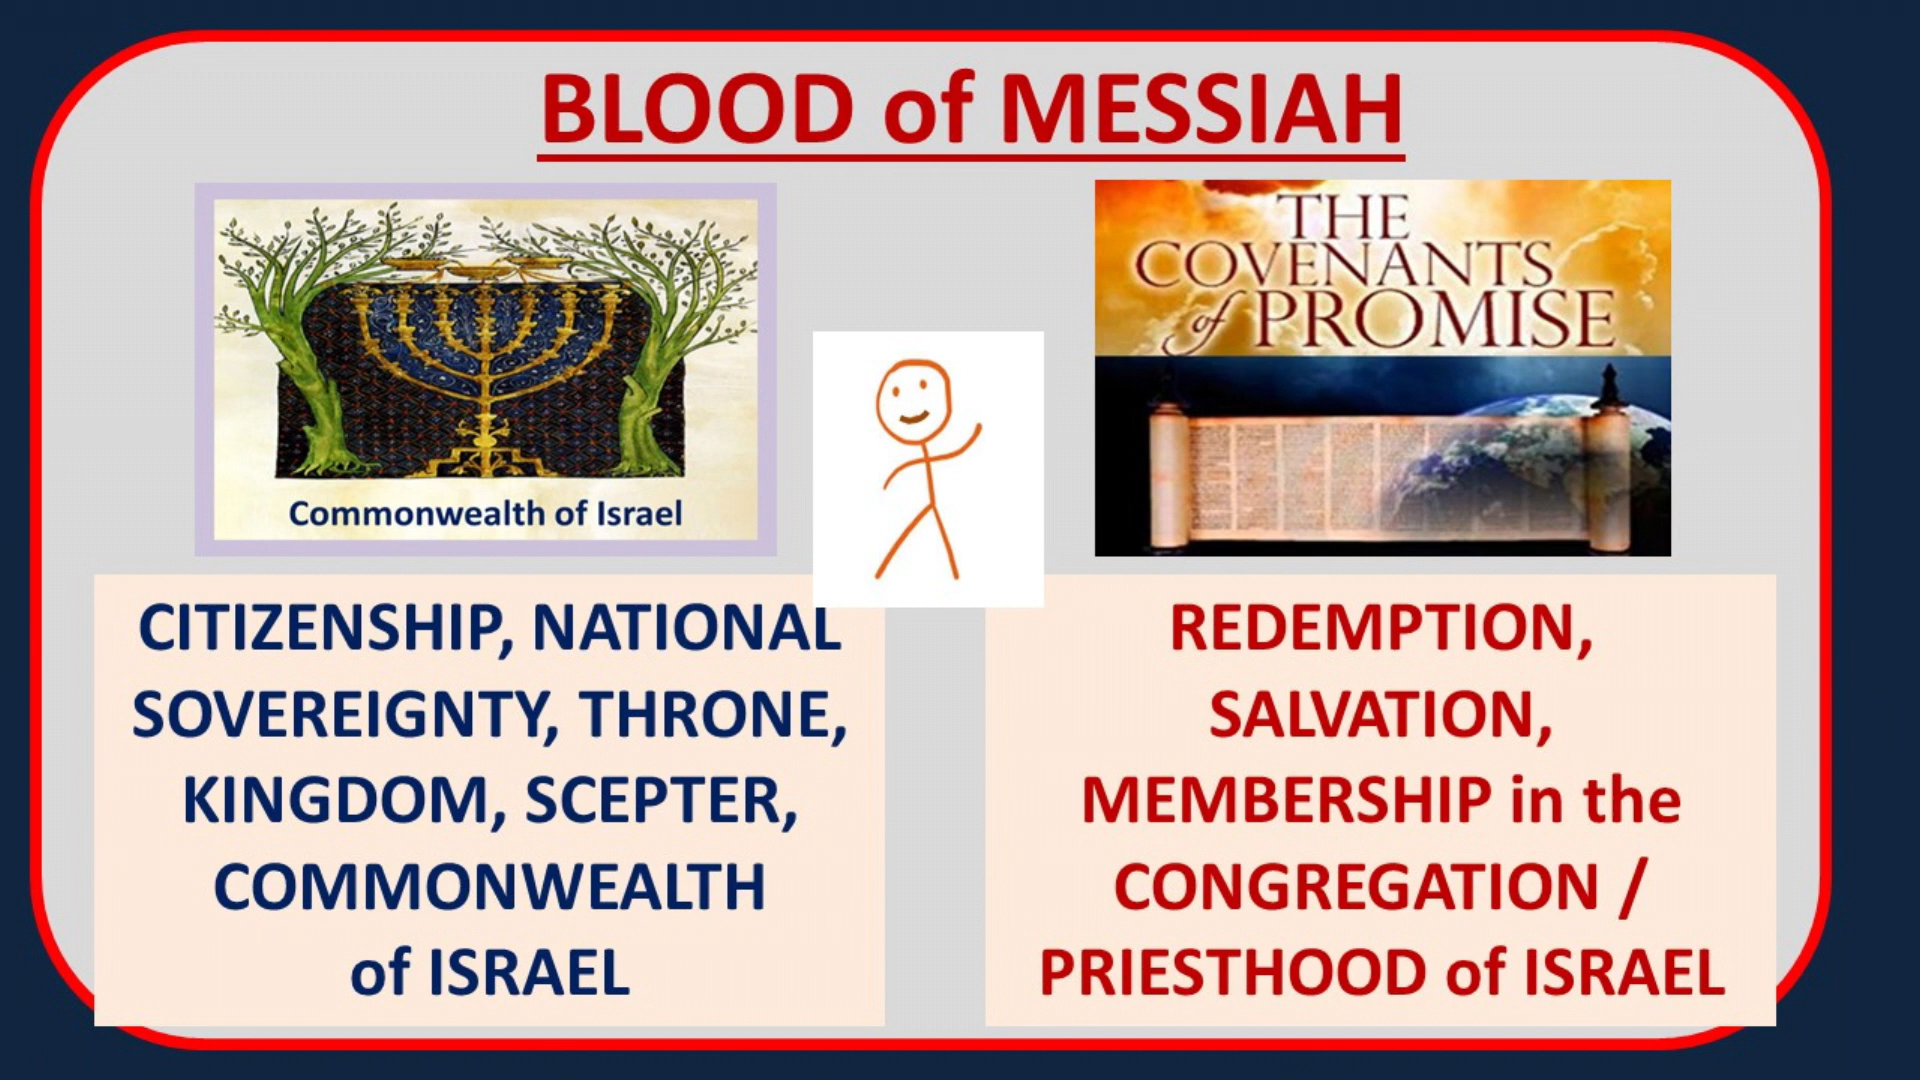 BLOOD of MESSIAH
Commonwealth of Israel
THE
COVENANTS
of PROMISE
CITIZENSHIP, NATIONAL
SOVEREIGNTY, THRONE,
KINGDOM, SCEPTER,
COMMONWEALTH
of ISRAEL
REDEMPTION,
SALVATION,
MEMBERSHIP in the
CONGREGATION /
PRIESTHOOD of ISRAEL